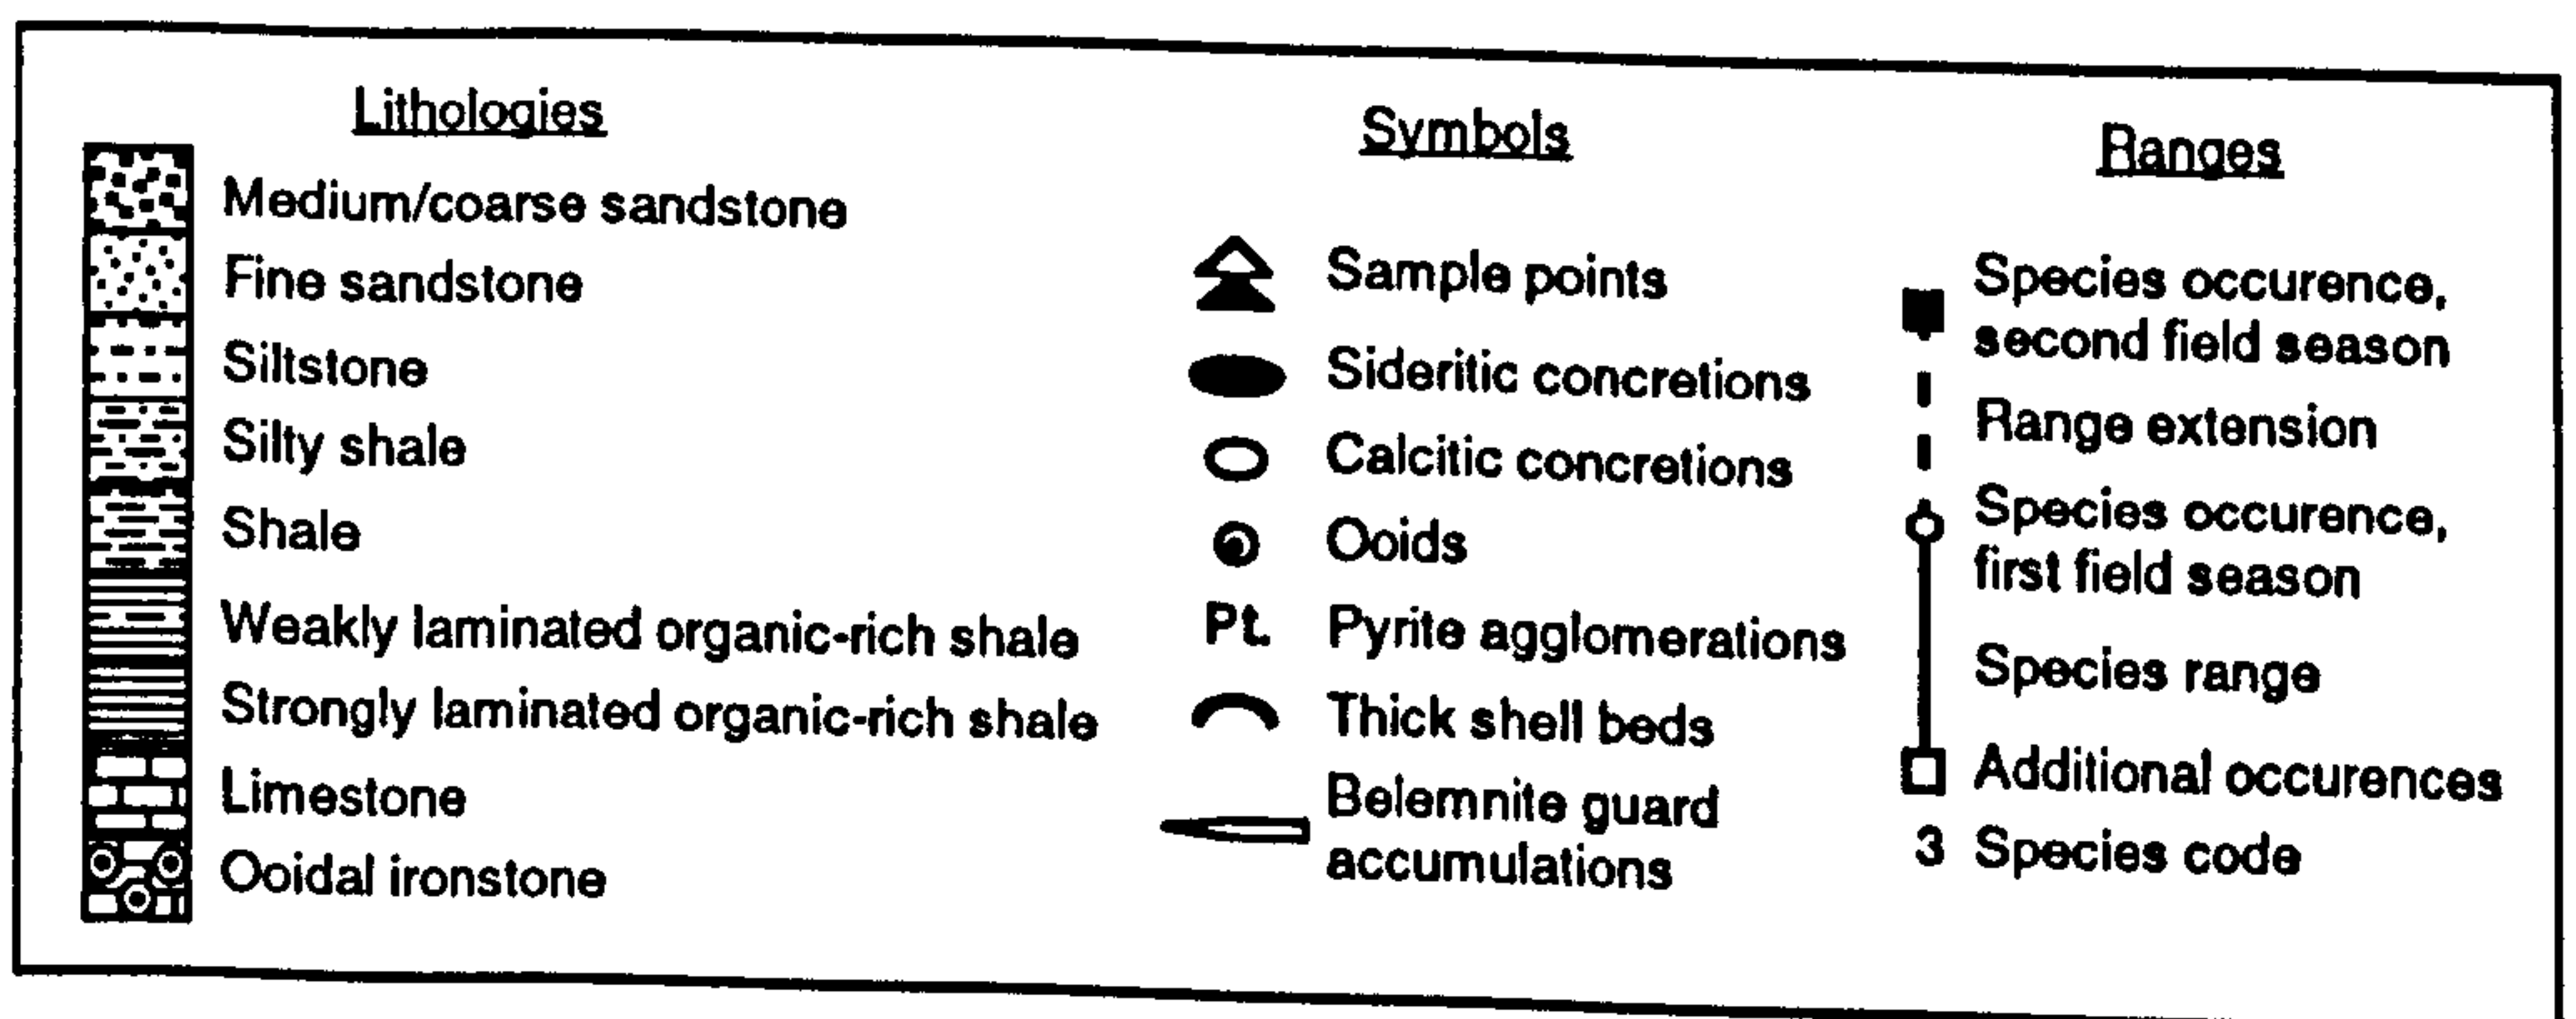 Lithologies
Medium/coarse sandstone
Fine sandstone
Siltstone
Silty shale
Shale
Weakly laminated organic-rich shale
Strongly laminated organic-rich shale
Limestone
Ooidal ironstone
Symbols
Sample points
Sideritic concretions
Calcitic concretions
Ooids
Pt. Pyrite agglomerations
Thick shell beds
Belemnite guard
accumulations
Ranges
Species occurence,
second field season
Range extension
Species occurence,
first field season
Species range
Additional occurences
3 Species code